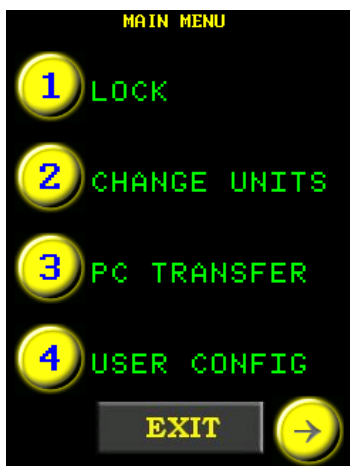 MAIN MENU
1 LOCK
2 CHANGE UNITS
3 PC TRANSFER
4 USER CONFIG
EXIT →